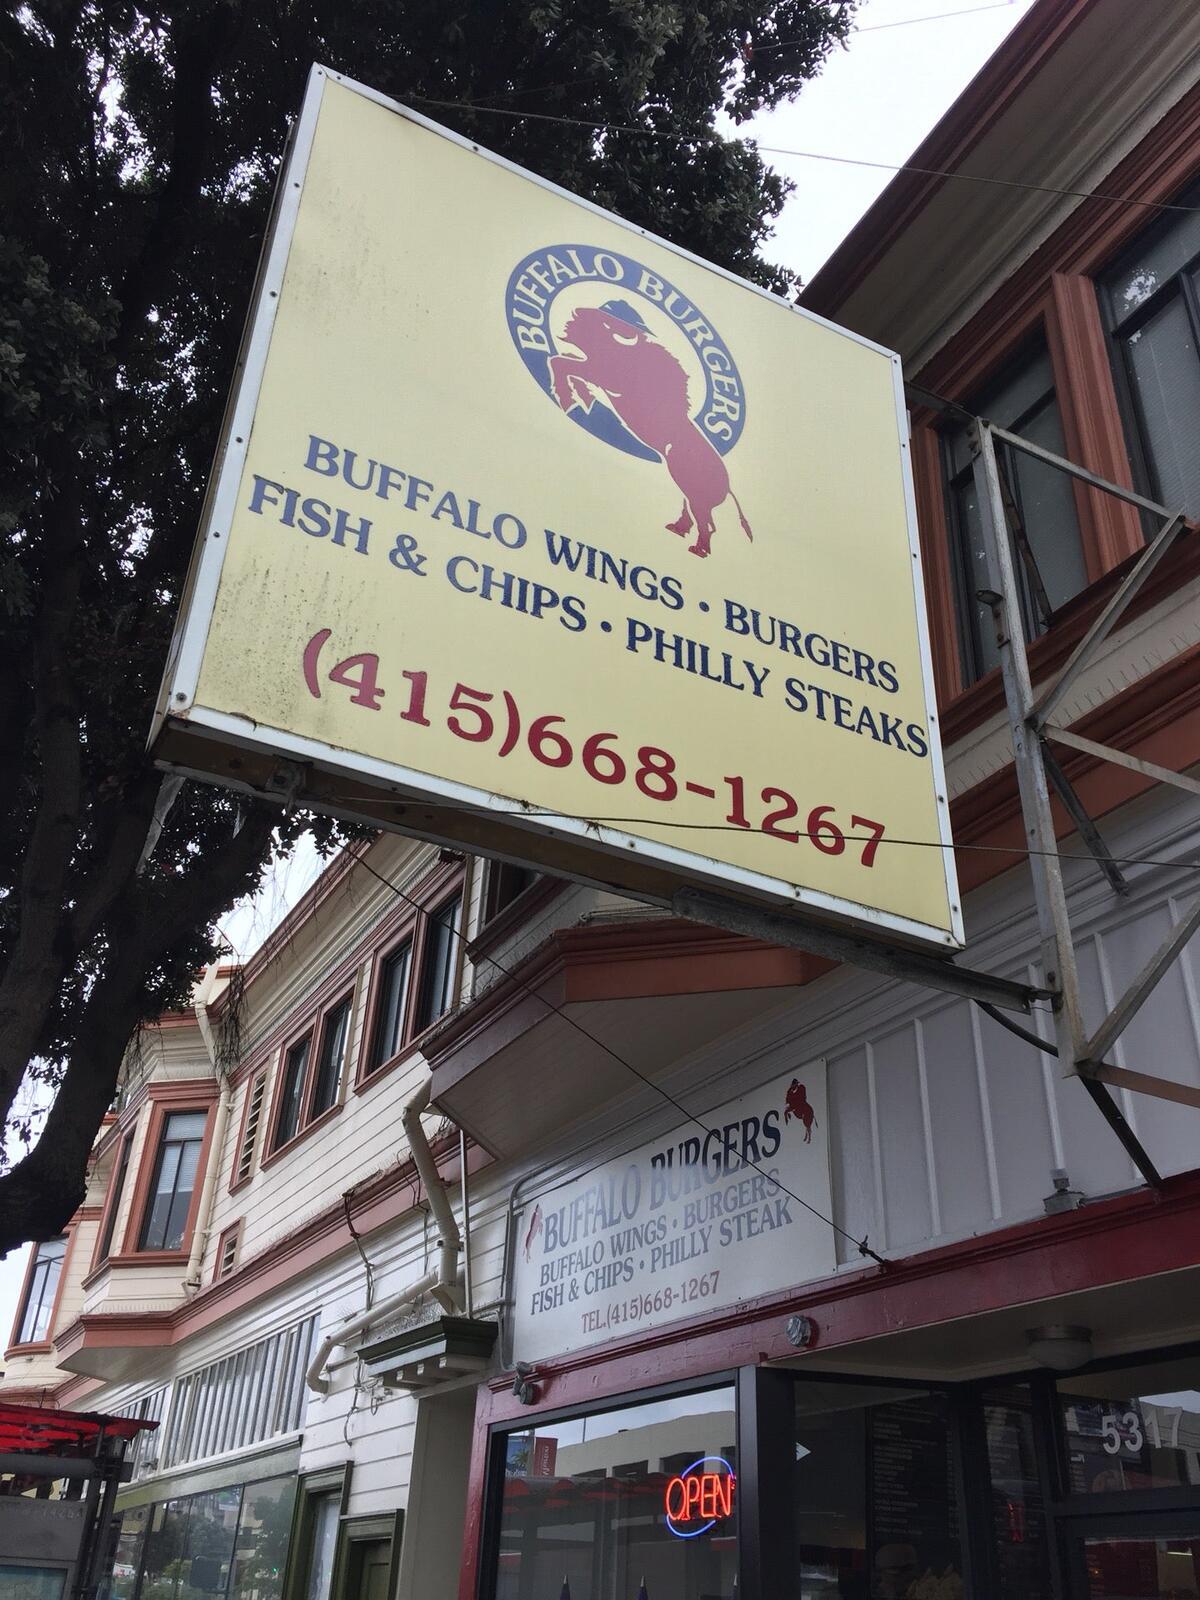 BUFFALO BURGERS
BUFFALO WINGS • BURGERS
FISH & CHIPS • PHILLY STEAKS
(415)668-1267
BUFFALO BURGERS
BUFFALO WINGS • BURGERS
FISH & CHIPS • PHILLY STEAK
TEL.(415)668-1267
OPEN
5317